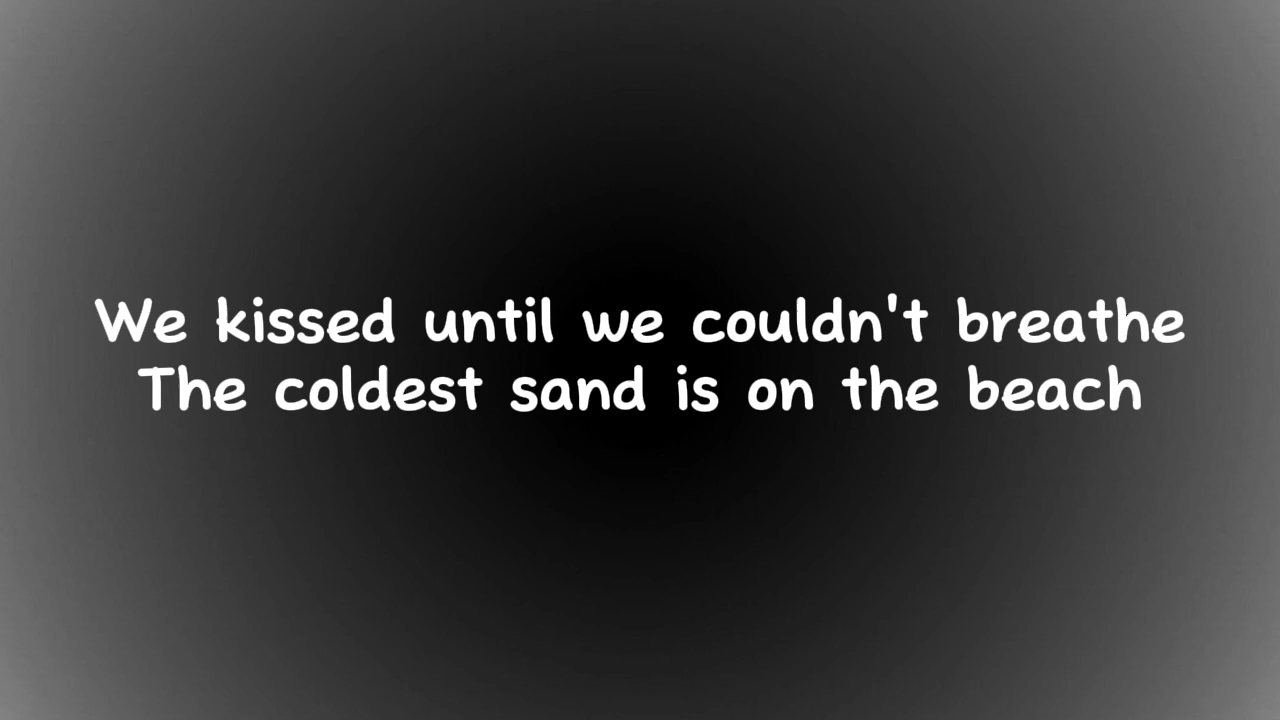 We kissed until we couldn't breathe
The coldest sand is on the beach